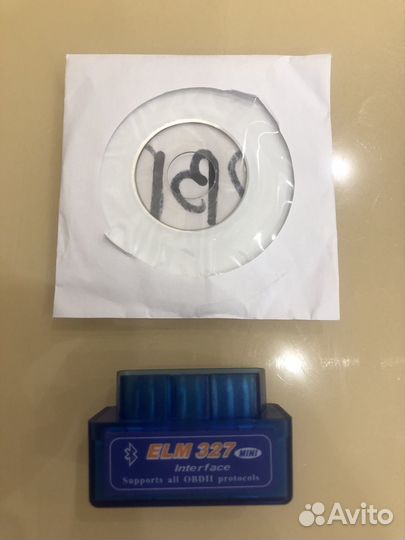 ELM 327 MINI
Interface
Supports all OBDII protocols
Avito